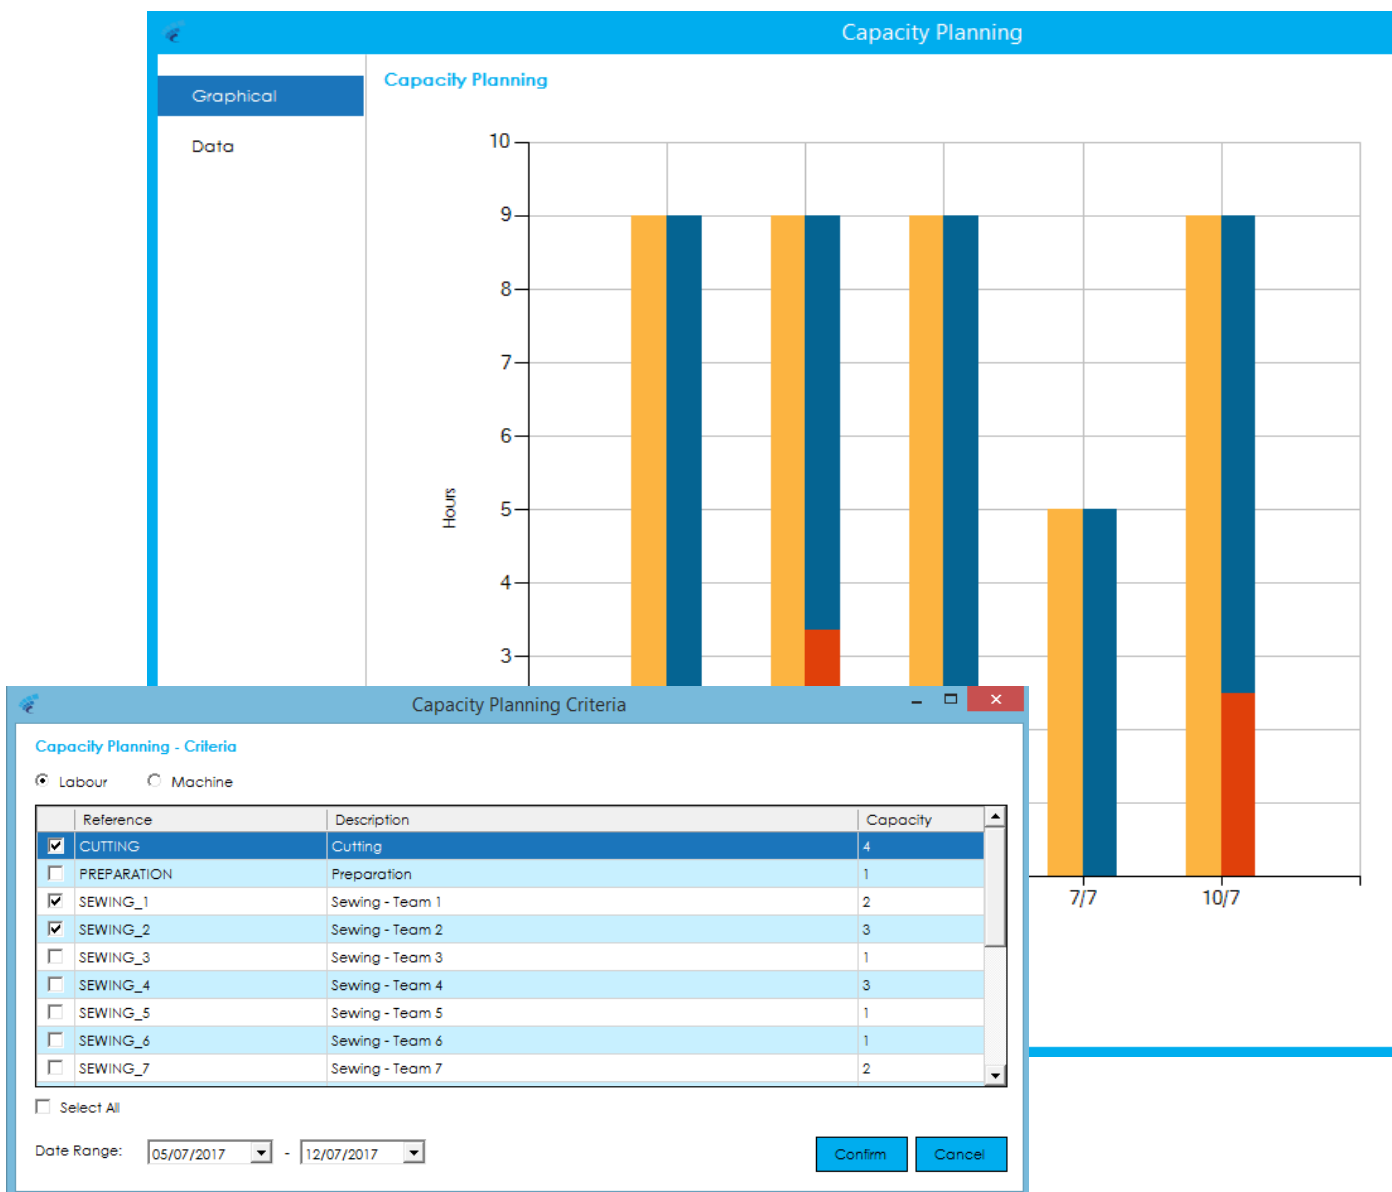 Capacity Planning
Graphical
Data
Capacity Planning
10
9
8
7
6
5
4
3
Hours
7/7
10/7
Capacity Planning Criteria
Capacity Planning - Criteria
Labour Machine
Reference Description Capacity
CUTTING Cutting 4
PREPARATION Preparation 1
SEWING_1 Sewing - Team 1 2
SEWING_2 Sewing - Team 2 3
SEWING_3 Sewing - Team 3 1
SEWING_4 Sewing - Team 4 3
SEWING_5 Sewing - Team 5 1
SEWING_6 Sewing - Team 6 1
SEWING_7 Sewing - Team 7 2
Select All
Date Range: 05/07/2017 - 12/07/2017
Confirm Cancel